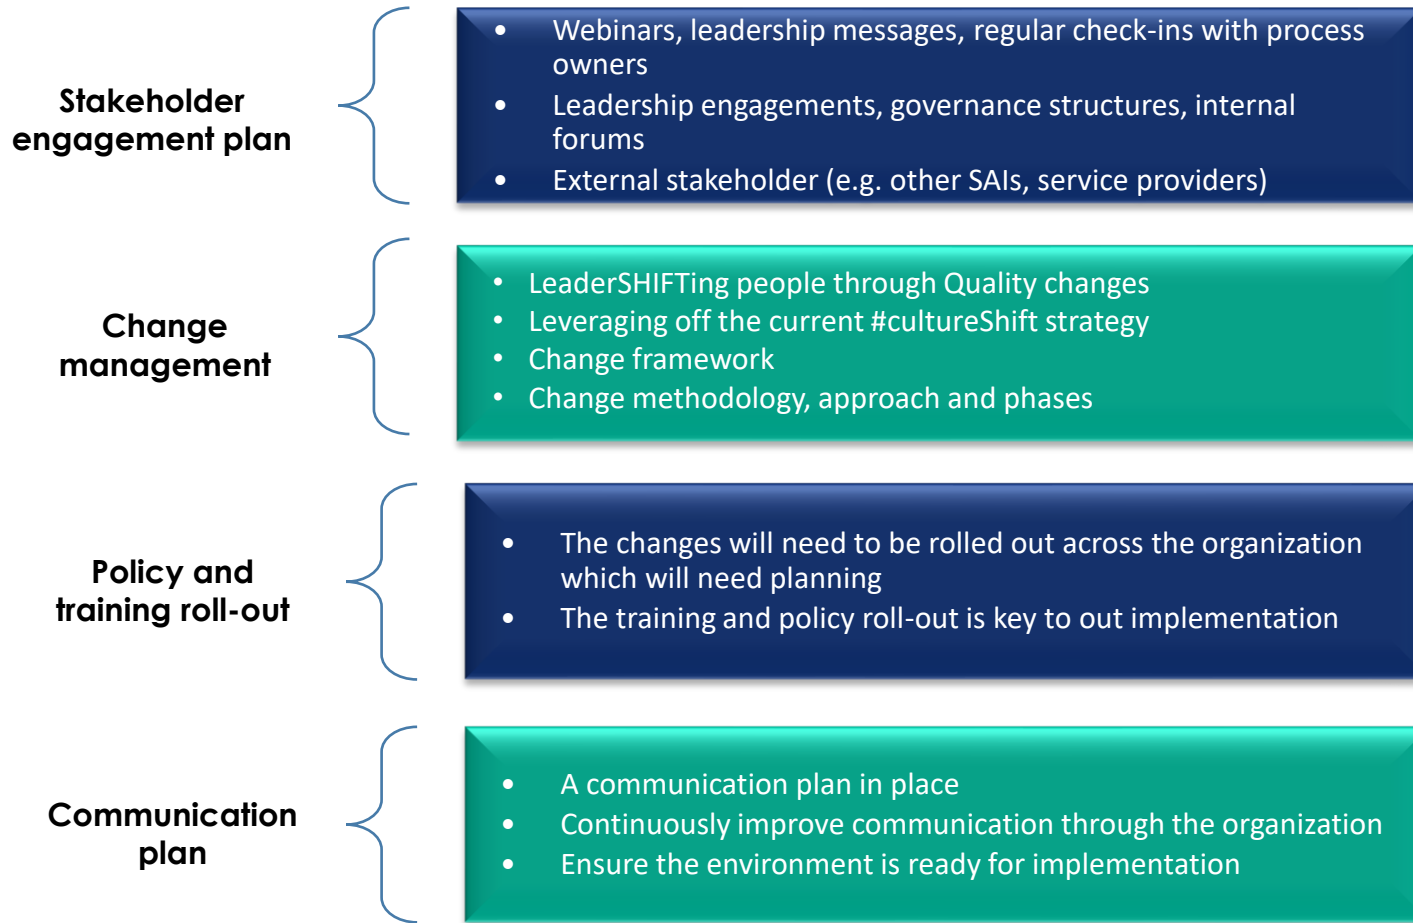 Stakeholder
engagement plan
• Webinars, leadership messages, regular check-ins with process
owners
• Leadership engagements, governance structures, internal
forums
• External stakeholder (e.g. other SAIs, service providers)
Change
management
• LeaderSHIFTing people through Quality changes
• Leveraging off the current #cultureShift strategy
• Change framework
• Change methodology, approach and phases
Policy and
training roll-out
• The changes will need to be rolled out across the organization
which will need planning
• The training and policy roll-out is key to out implementation
Communication
plan
• A communication plan in place
• Continuously improve communication through the organization
• Ensure the environment is ready for implementation